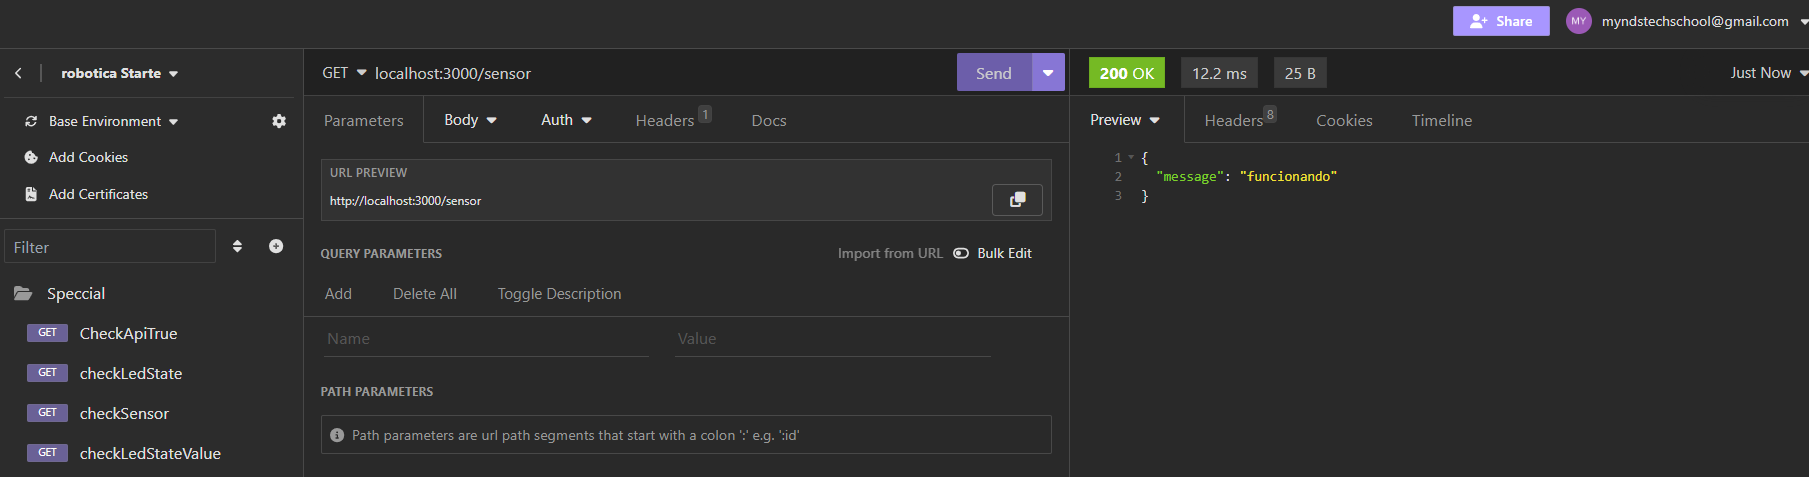 Share MY myndstechschool@gmail.com
robotica Starte
GET localhost:3000/sensor Send
200 OK 12.2 ms 25 B Just Now
Base Environment
Add Cookies
Add Certificates
Filter
Speccial
GET CheckApiTrue
GET checkLedState
GET checkSensor
GET checkLedStateValue
Parameters Body Auth Headers 1 Docs
URL PREVIEW
http://localhost:3000/sensor
QUERY PARAMETERS Import from URL Bulk Edit
Add Delete All Toggle Description
Name Value
PATH PARAMETERS
Path parameters are url path segments that start with a colon ':' e.g. ':id'
Preview Headers 8 Cookies Timeline
1 {
2 "message": "funcionando"
3 }